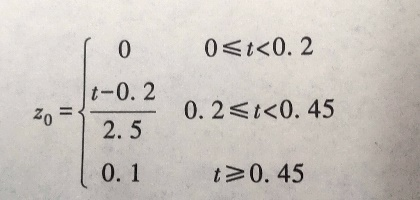 0 0≤t<0. 2
z₀ = { (t−0. 2)/(2. 5) 0. 2≤t<0. 45
0. 1 t≥0. 45